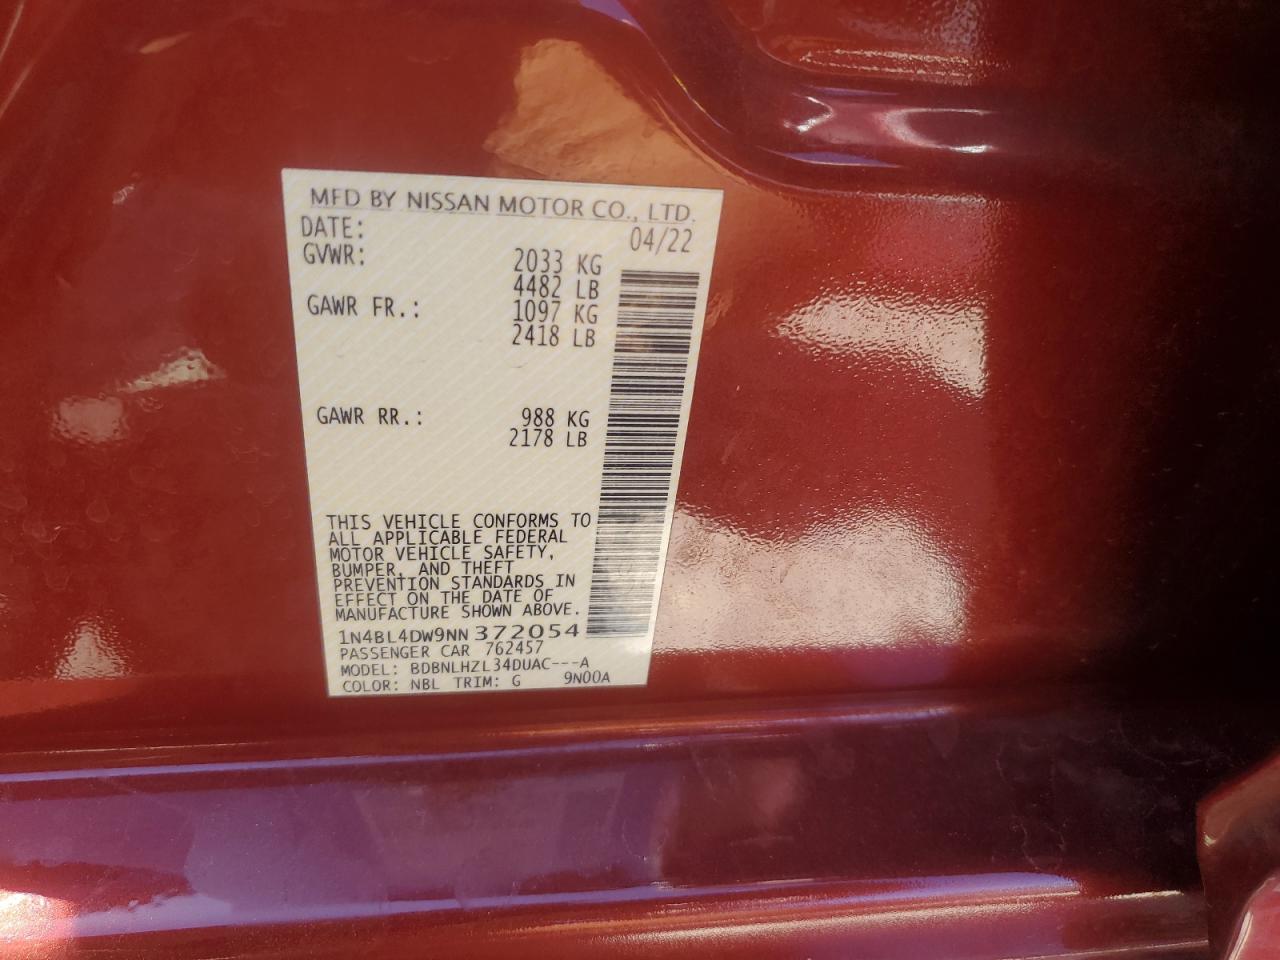 MFD BY NISSAN MOTOR CO., LTD.
DATE: 04/22
GVWR: 2033 KG
4482 LB
GAWR FR.: 1097 KG
2418 LB
GAWR RR.: 988 KG
2178 LB
THIS VEHICLE CONFORMS TO
ALL APPLICABLE FEDERAL
MOTOR VEHICLE SAFETY,
BUMPER, AND THEFT
PREVENTION STANDARDS IN
EFFECT ON THE DATE OF
MANUFACTURE SHOWN ABOVE.
1N4BL4DW9NN372054
PASSENGER CAR 762457
MODEL: BDBNLHZL34DUAC---A
COLOR: NBL TRIM: G 9N00A